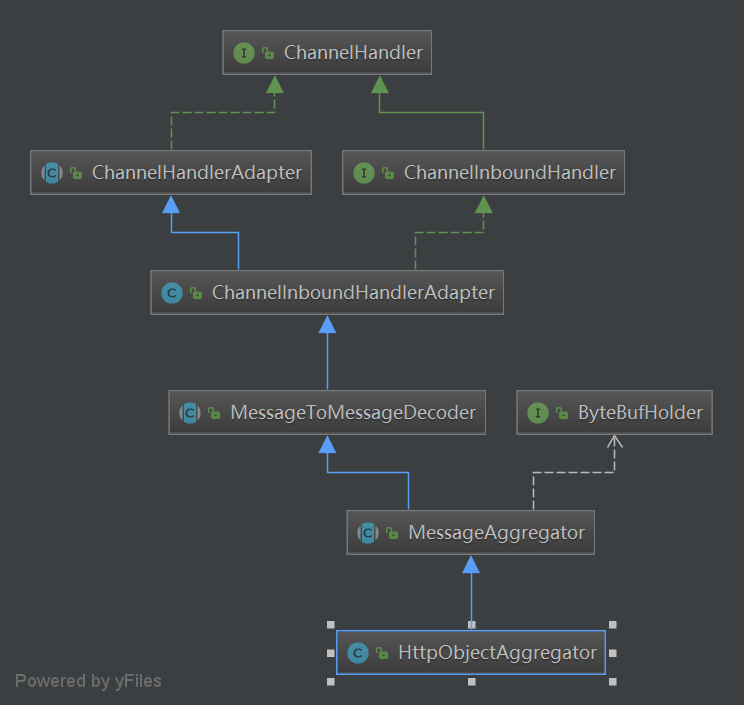 I ChannelHandler
C ChannelHandlerAdapter
I ChannelInboundHandler
C ChannelInboundHandlerAdapter
C MessageToMessageDecoder
I ByteBufHolder
C MessageAggregator
C HttpObjectAggregator
Powered by yFiles